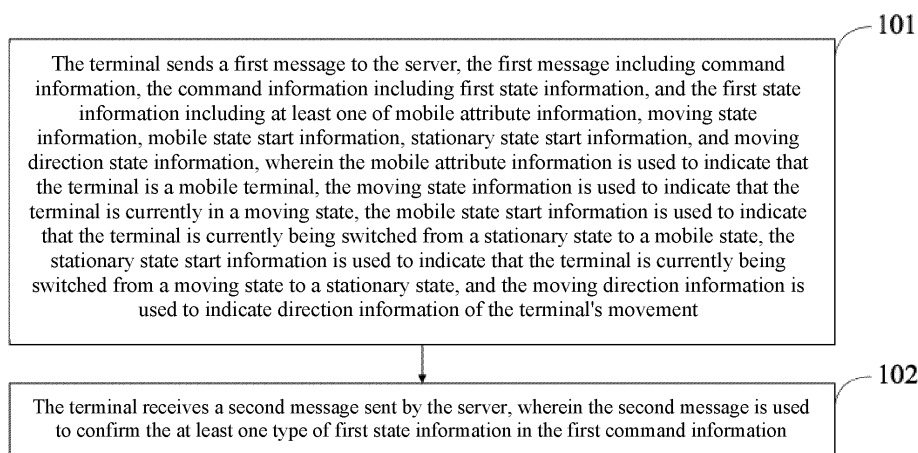 101
The terminal sends a first message to the server, the first message including command
information, the command information including first state information, and the first state
information including at least one of mobile attribute information, moving state
information, mobile state start information, stationary state start information, and moving
direction state information, wherein the mobile attribute information is used to indicate that
the terminal is a mobile terminal, the moving state information is used to indicate that the
terminal is currently in a moving state, the mobile state start information is used to indicate
that the terminal is currently being switched from a stationary state to a mobile state, the
stationary state start information is used to indicate that the terminal is currently being
switched from a moving state to a stationary state, and the moving direction information is
used to indicate direction information of the terminal's movement
102
The terminal receives a second message sent by the server, wherein the second message is used
to confirm the at least one type of first state information in the first command information